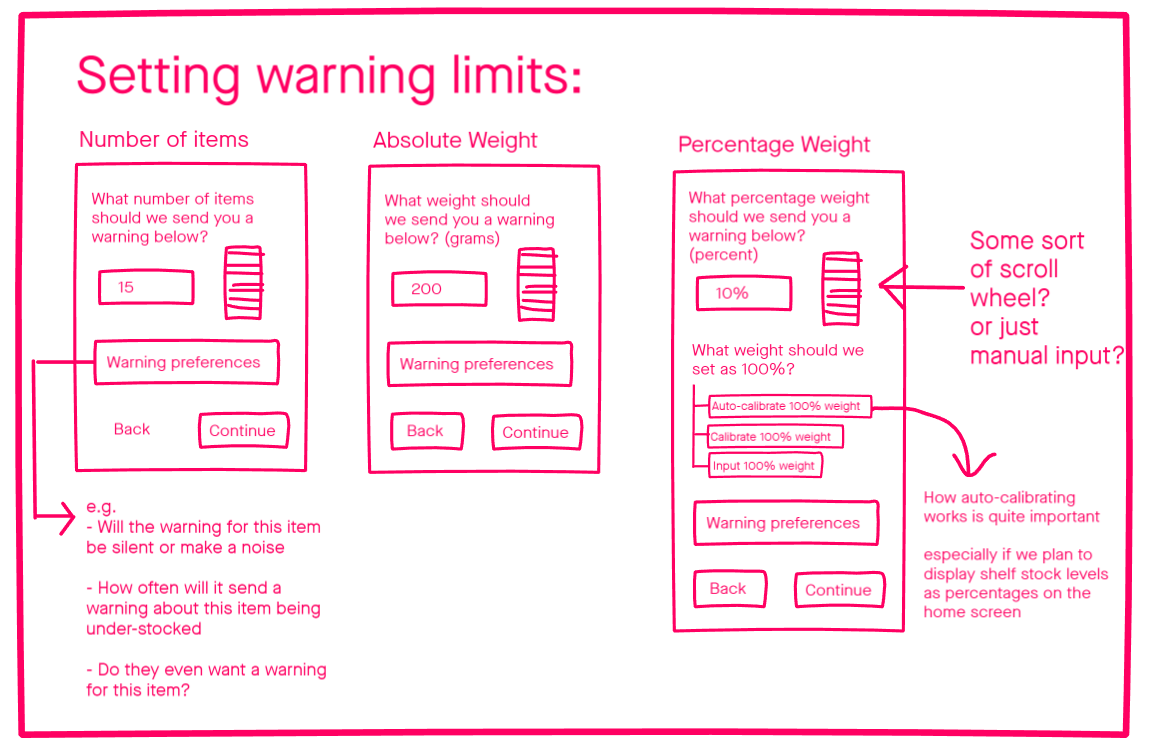 Setting warning limits:
Number of items
What number of items
should we send you a
warning below?
15
Warning preferences
Back
Continue
e.g.
- Will the warning for this item
be silent or make a noise
- How often will it send a
warning about this item being
under-stocked
- Do they even want a warning
for this item?
Absolute Weight
What weight should
we send you a warning
below? (grams)
200
Warning preferences
Back
Continue
Percentage Weight
What percentage weight
should we send you a
warning below?
(percent)
10%
What weight should we
set as 100%?
Auto-calibrate 100% weight
Calibrate 100% weight
Input 100% weight
Warning preferences
Back
Continue
Some sort
of scroll
wheel?
or just
manual input?
How auto-calibrating
works is quite important
especially if we plan to
display shelf stock levels
as percentages on the
home screen